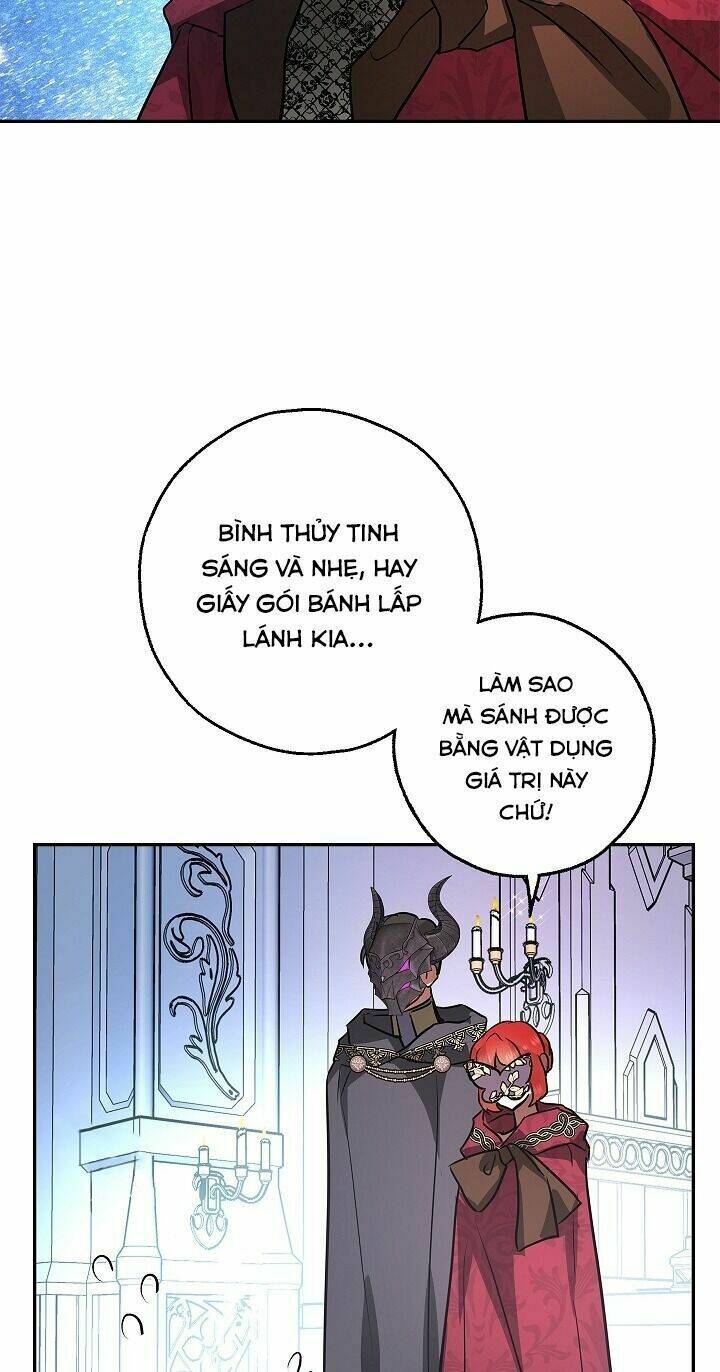 BÌNH THỦY TINH
SÁNG VÀ NHẸ, HAY
GIẤY GÓI BÁNH LẤP
LÁNH KIA...
LÀM SAO
MÀ SÁNH ĐƯỢC
BẰNG VẬT DỤNG
GIÁ TRỊ NÀY
CHỨ!